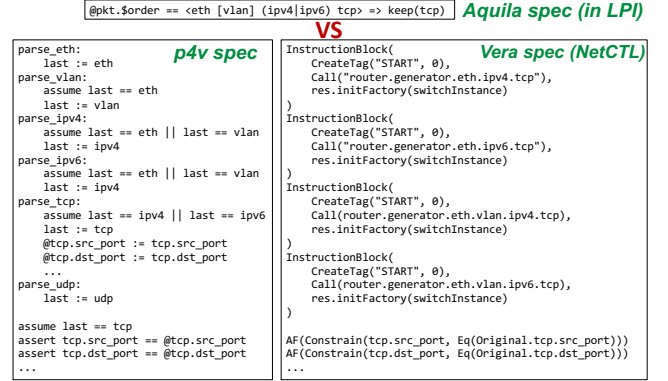 @pkt.$order == <eth [vlan] (ipv4|ipv6) tcp> => keep(tcp)
Aquila spec (in LPI)
VS
p4v spec
parse_eth:
last := eth
parse_vlan:
assume last == eth
last := vlan
parse_ipv4:
assume last == eth || last == vlan
last := ipv4
parse_ipv6:
assume last == eth || last == vlan
last := ipv4
parse_tcp:
assume last == ipv4 || last == ipv6
last := tcp
@tcp.src_port := tcp.src_port
@tcp.dst_port := tcp.dst_port
...
parse_udp:
last := udp
assume last == tcp
assert tcp.src_port == @tcp.src_port
assert tcp.dst_port == @tcp.dst_port
...
Vera spec (NetCTL)
InstructionBlock(
CreateTag("START", 0),
Call("router.generator.eth.ipv4.tcp"),
res.initFactory(switchInstance)
)
InstructionBlock(
CreateTag("START", 0),
Call("router.generator.eth.ipv6.tcp"),
res.initFactory(switchInstance)
)
InstructionBlock(
CreateTag("START", 0),
Call(router.generator.eth.vlan.ipv4.tcp),
res.initFactory(switchInstance)
)
InstructionBlock(
CreateTag("START", 0),
Call(router.generator.eth.vlan.ipv6.tcp),
res.initFactory(switchInstance)
)
AF(Constrain(tcp.src_port, Eq(Original.tcp.src_port)))
AF(Constrain(tcp.dst_port, Eq(Original.tcp.dst_port)))
...